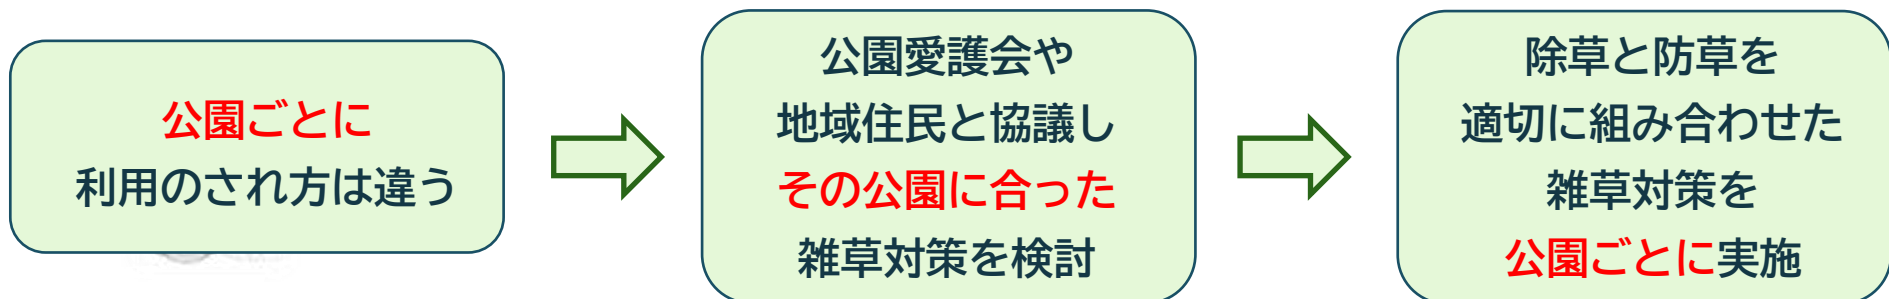 公園ごとに
利用のされ方は違う
公園愛護会や
地域住民と協議し
その公園に合った
雑草対策を検討
除草と防草を
適切に組み合わせた
雑草対策を
公園ごとに実施